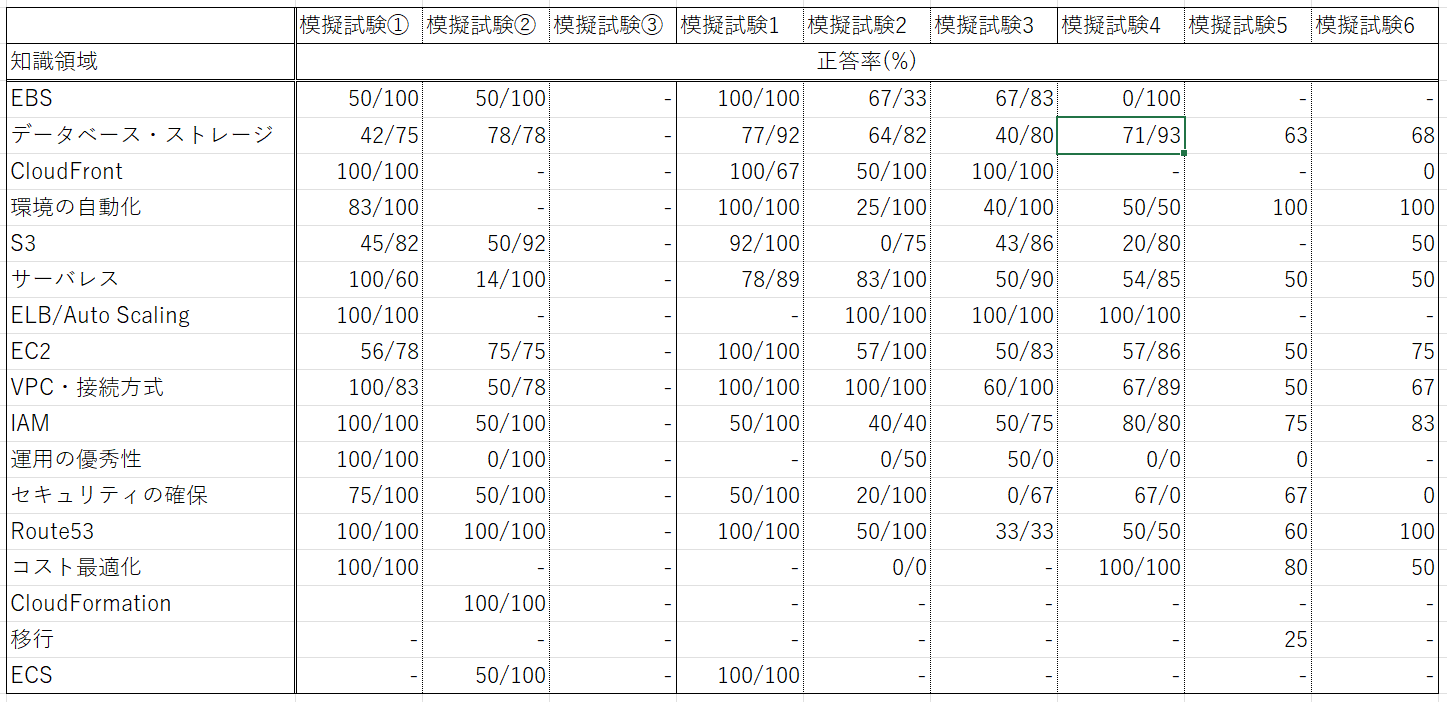 模擬試験① 模擬試験② 模擬試験③ 模擬試験1 模擬試験2 模擬試験3 模擬試験4 模擬試験5 模擬試験6
知識領域 正答率(%)
EBS 50/100 50/100 - 100/100 67/33 67/83 0/100 - -
データベース・ストレージ 42/75 78/78 - 77/92 64/82 40/80 71/93 63 68
CloudFront 100/100 - - 100/67 50/100 100/100 - - 0
環境の自動化 83/100 - - 100/100 25/100 40/100 50/50 100 100
S3 45/82 50/92 - 92/100 0/75 43/86 20/80 - 50
サーバレス 100/60 14/100 - 78/89 83/100 50/90 54/85 50 50
ELB/Auto Scaling 100/100 - - - 100/100 100/100 100/100 - -
EC2 56/78 75/75 - 100/100 57/100 50/83 57/86 50 75
VPC・接続方式 100/83 50/78 - 100/100 100/100 60/100 67/89 50 67
IAM 100/100 50/100 - 50/100 40/40 50/75 80/80 75 83
運用の優秀性 100/100 0/100 - - 0/50 50/0 0/0 0 -
セキュリティの確保 75/100 50/100 - 50/100 20/100 0/67 67/0 67 0
Route53 100/100 100/100 - 100/100 50/100 33/33 50/50 60 100
コスト最適化 100/100 - - - 0/0 - 100/100 80 50
CloudFormation 100/100 - - - - - - -
移行 - - - - - - - 25 -
ECS - 50/100 - 100/100 - - - - -